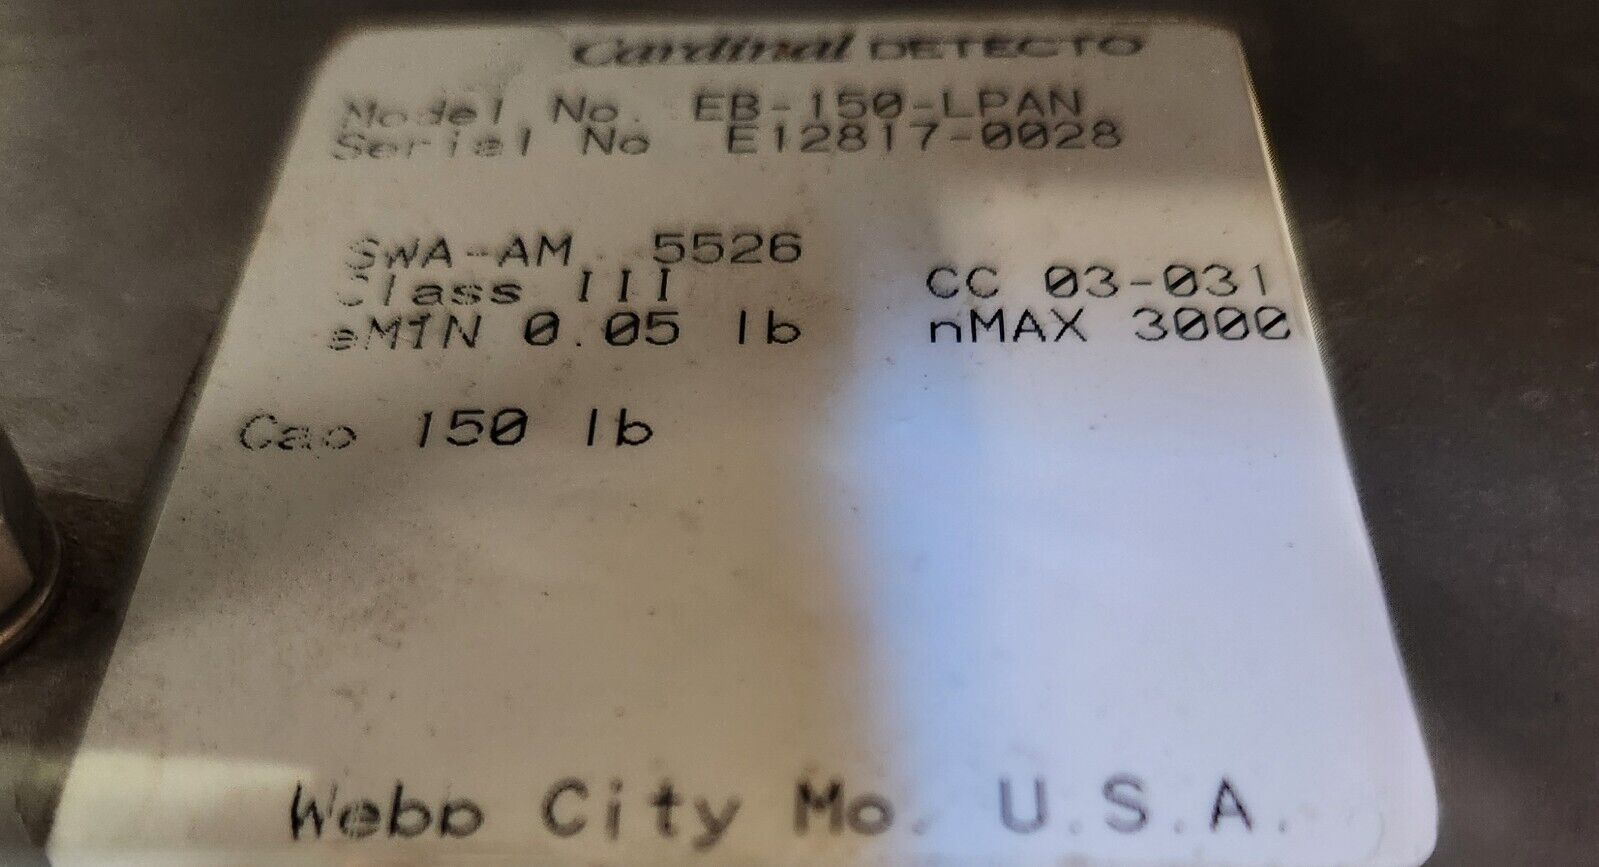 Cardinal DETECTO
Model No. EB-150-LPAN
Serial No E12817-0028
SWA-AM 5526
Class III CC 03-031
eMIN 0.05 lb nMAX 3000
Cap 150 lb
Webb City Mo. U.S.A.